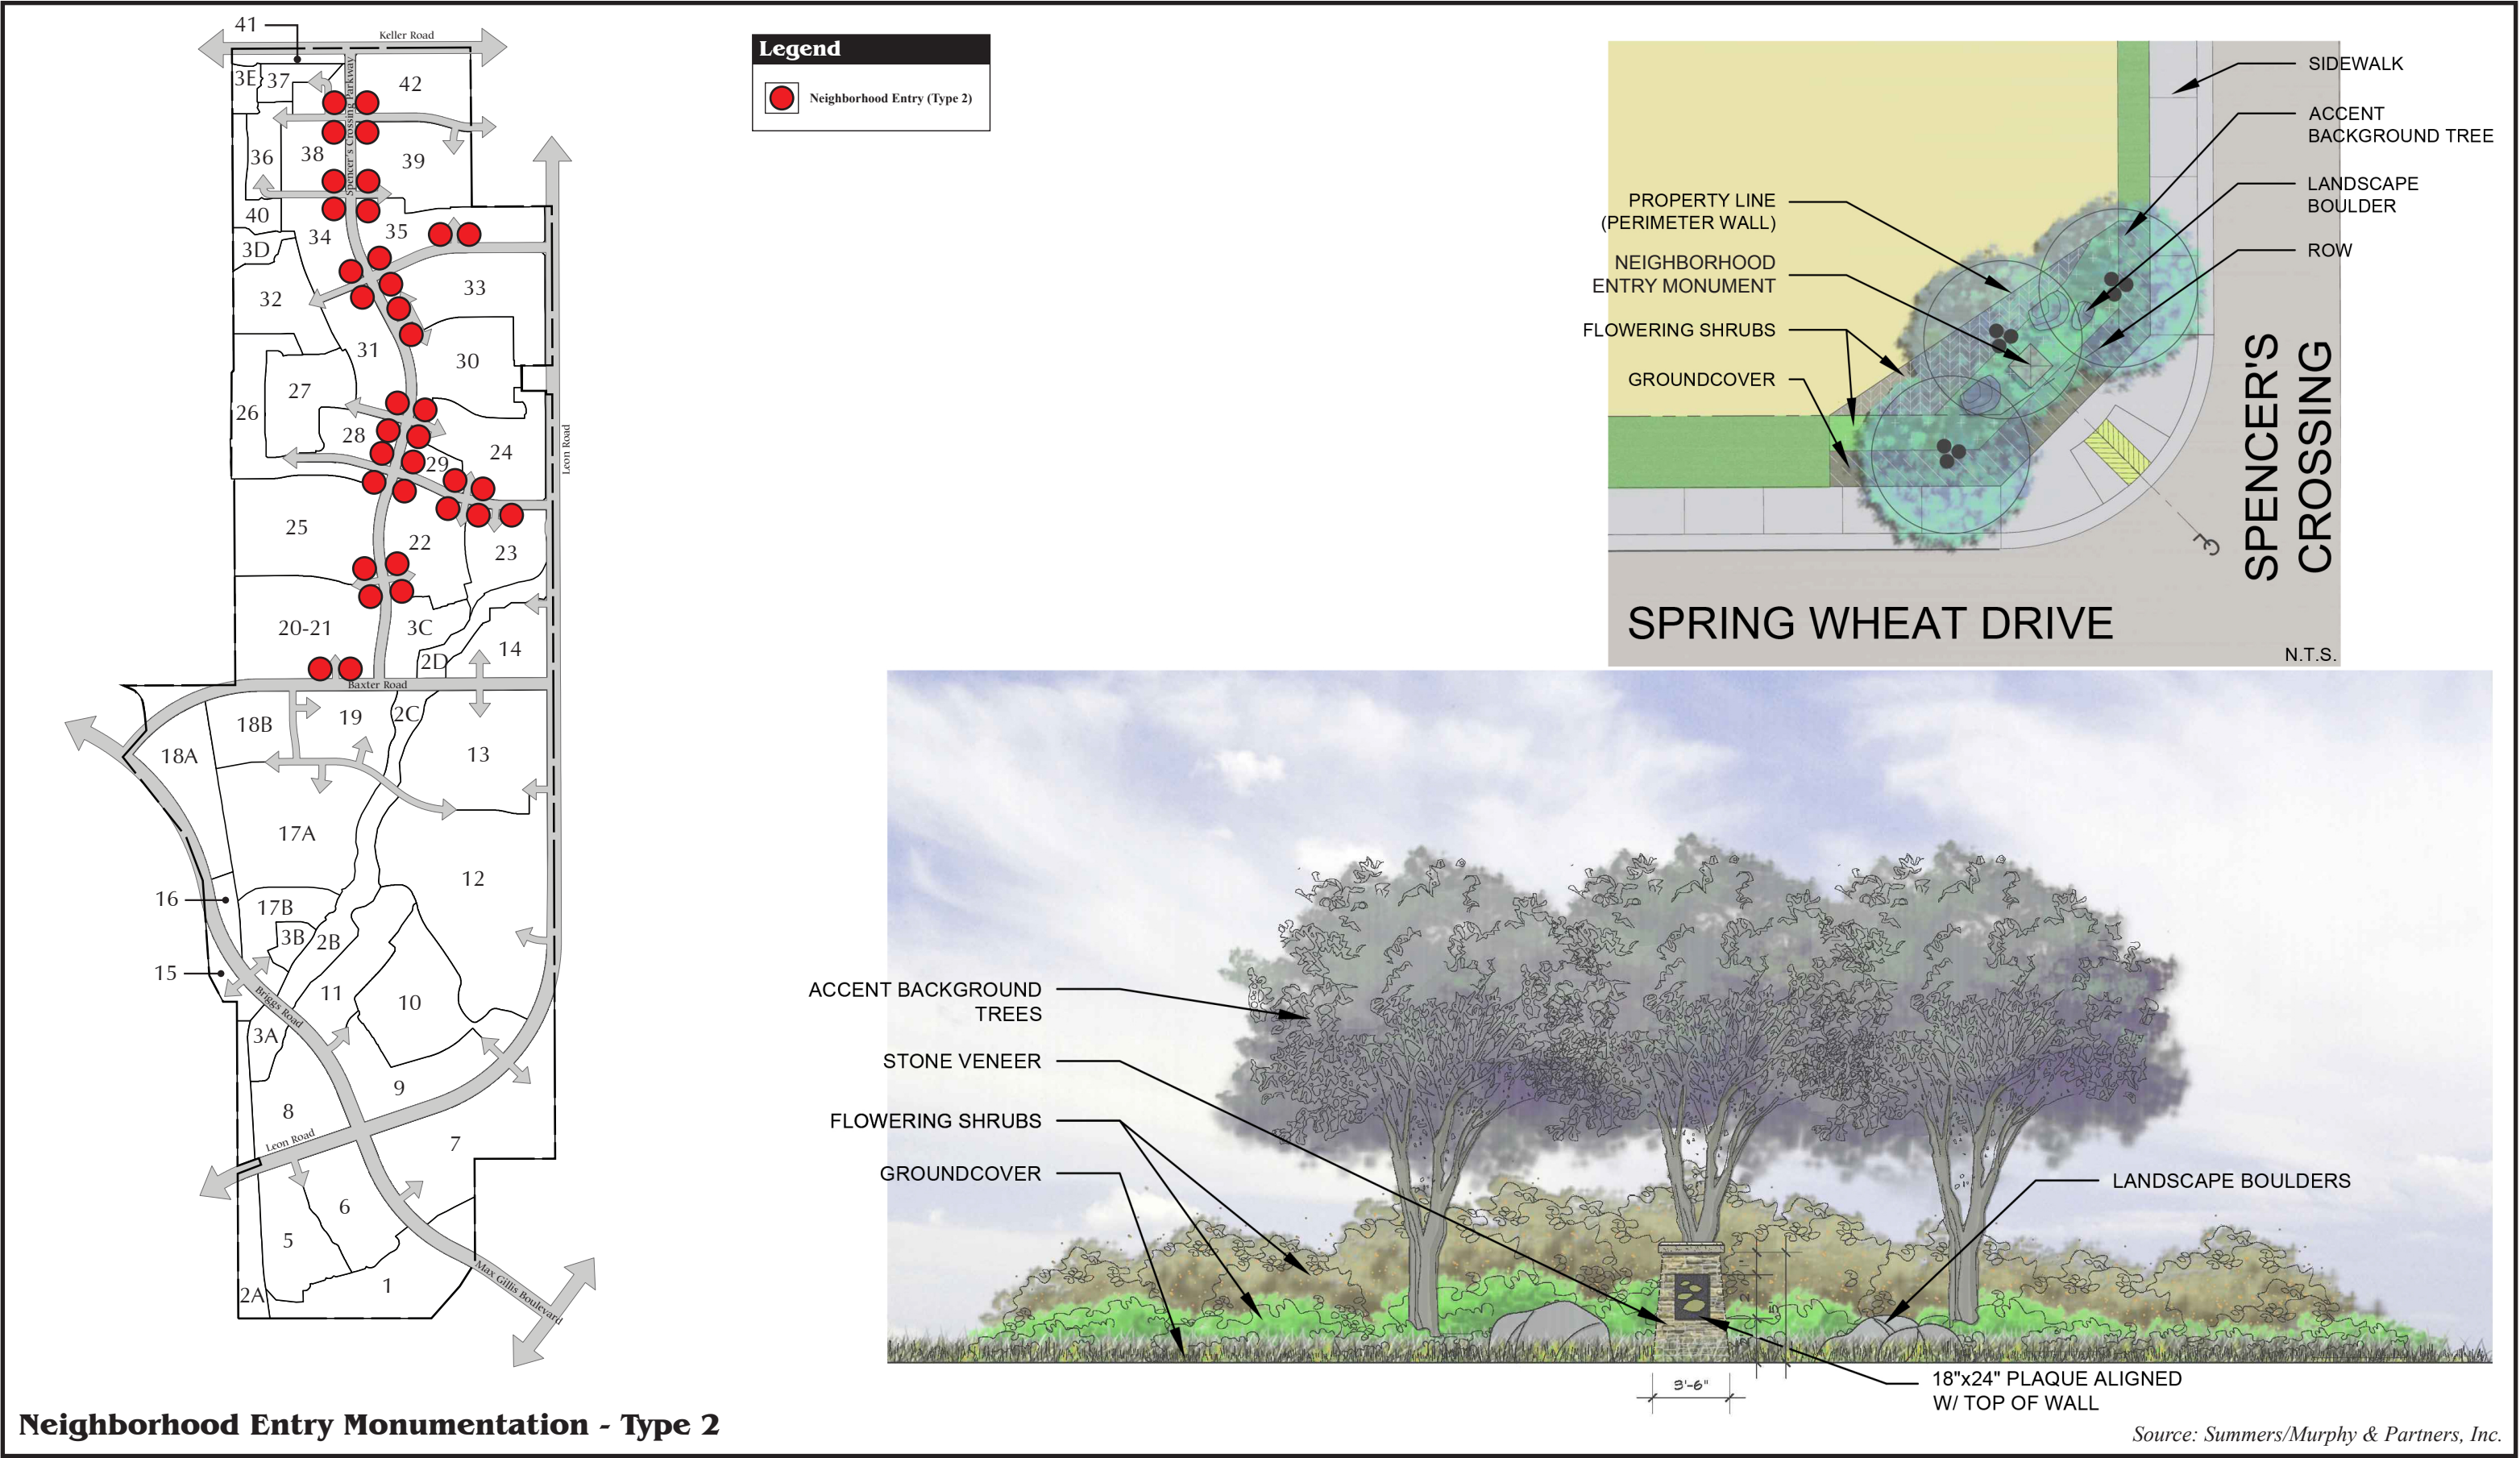 41
Keller Road
3E
37
42
Spencer's Crossing Parkway
36
38
39
40
34
35
3D
32
33
31
30
27
26
28
24
29
Leon Road
25
22
23
20-21
3C
14
2D
Baxter Road
18B
19
2C
18A
13
17A
12
16
17B
3B
2B
15
11
10
Briggs Road
3A
9
8
Leon Road
7
6
5
2A
1
Max Gillis Boulevard
Legend
Neighborhood Entry (Type 2)
SIDEWALK
ACCENT
BACKGROUND TREE
LANDSCAPE
BOULDER
ROW
PROPERTY LINE
(PERIMETER WALL)
NEIGHBORHOOD
ENTRY MONUMENT
FLOWERING SHRUBS
GROUNDCOVER
SPENCER'S
CROSSING
SPRING WHEAT DRIVE
N.T.S.
ACCENT BACKGROUND
TREES
STONE VENEER
FLOWERING SHRUBS
GROUNDCOVER
LANDSCAPE BOULDERS
3'-6"
18"x24" PLAQUE ALIGNED
W/ TOP OF WALL
Neighborhood Entry Monumentation - Type 2
Source: Summers/Murphy & Partners, Inc.